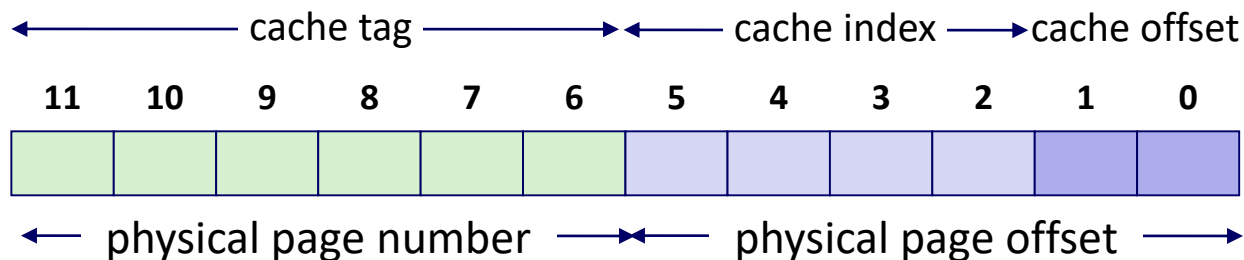 cache tag cache index cache offset
11 10 9 8 7 6 5 4 3 2 1 0
physical page number physical page offset